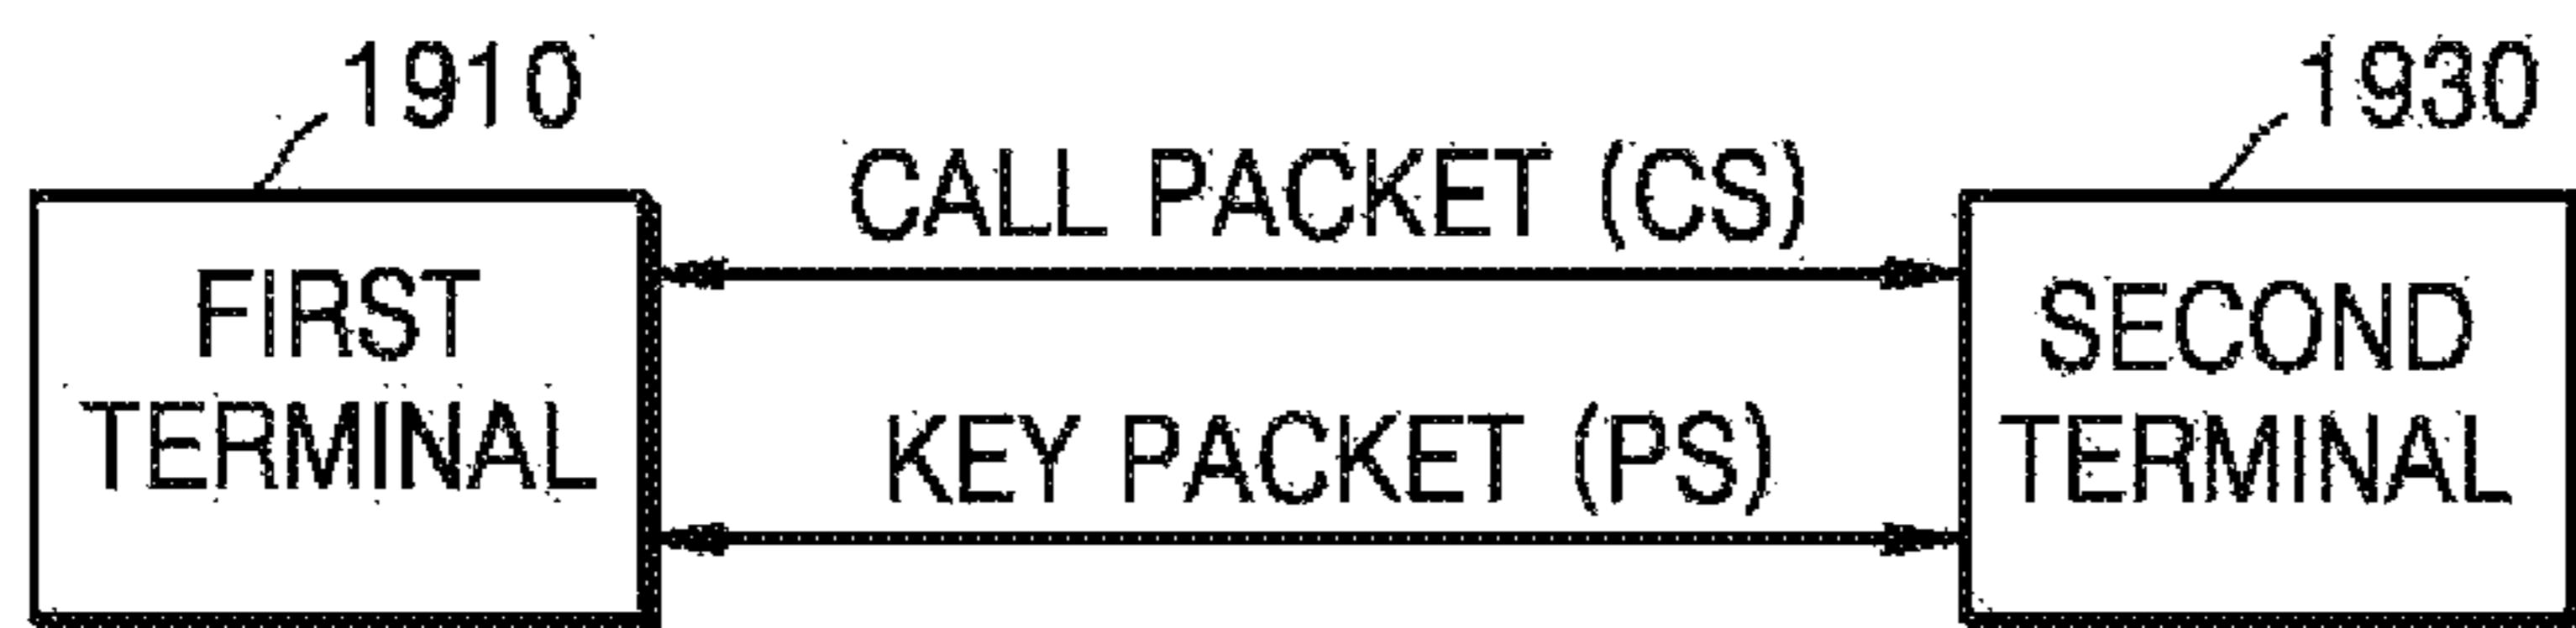 1910
1930
CALL PACKET (CS)
FIRST
TERMINAL
SECOND
TERMINAL
KEY PACKET (PS)